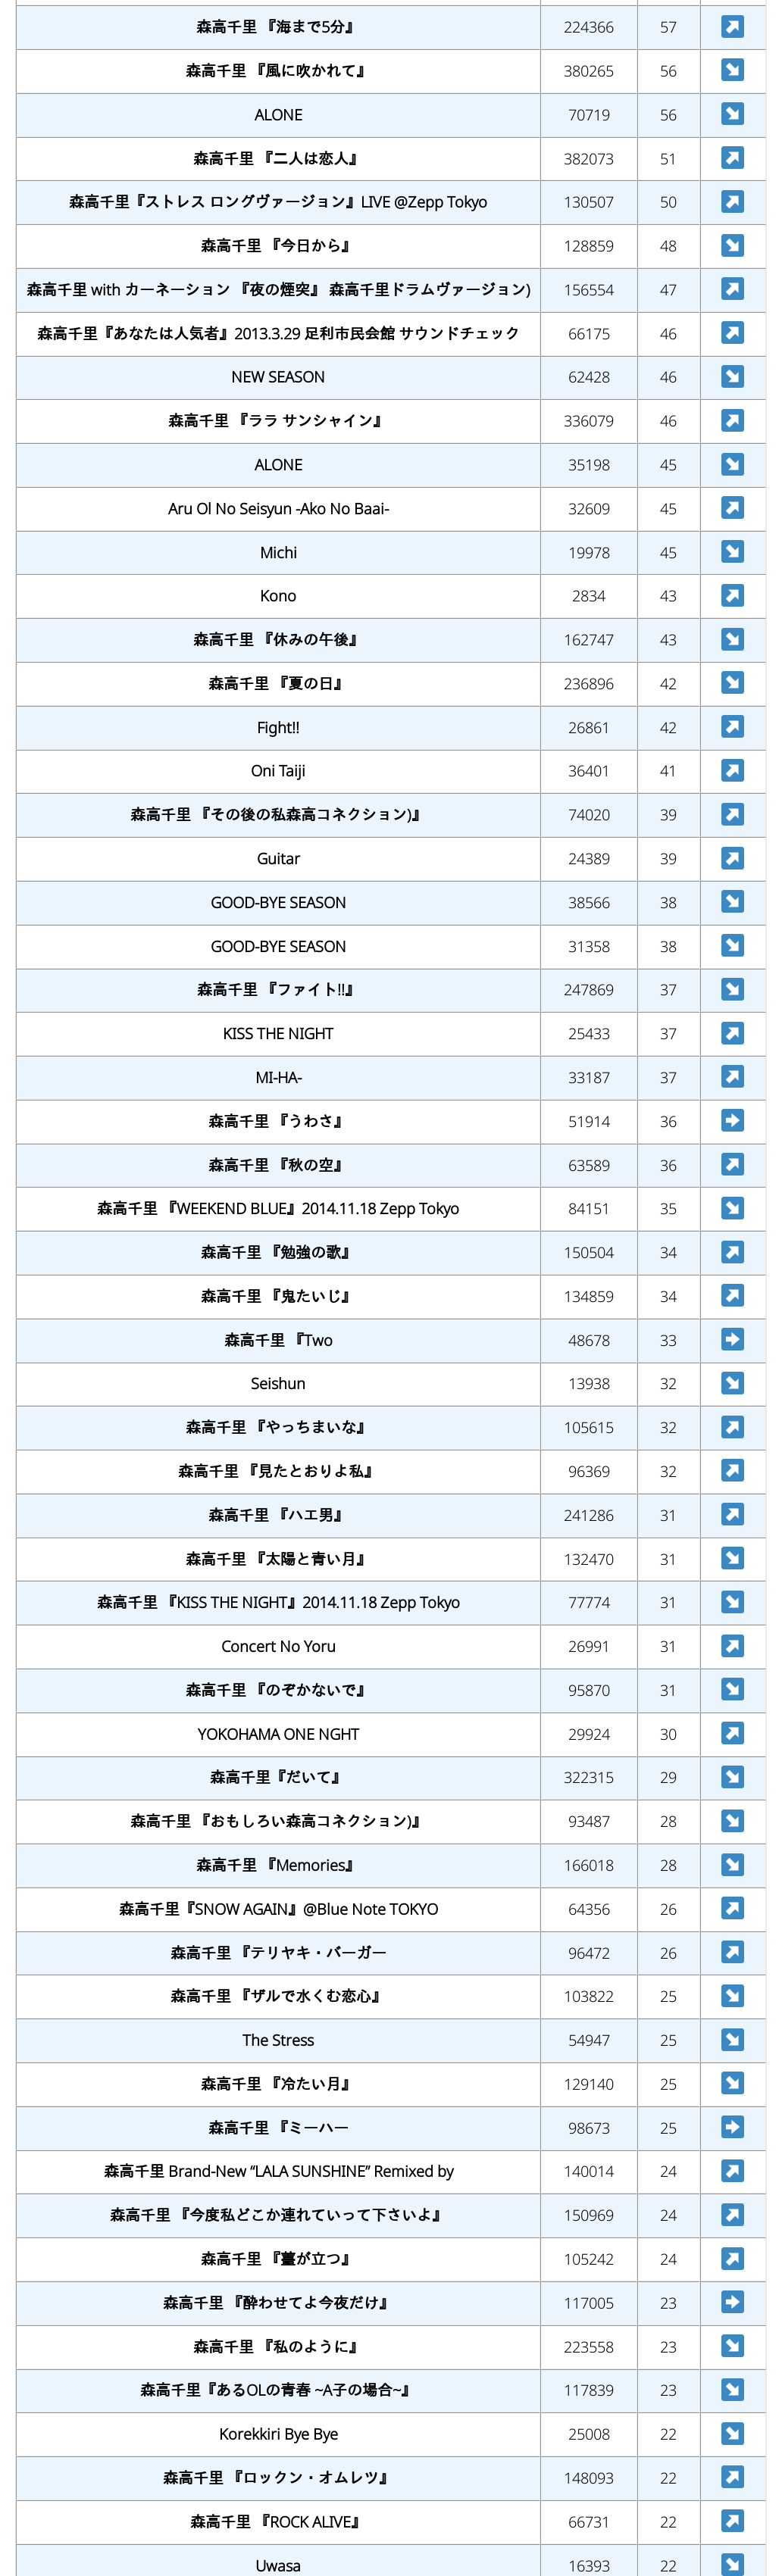 森高千里 『海まで5分』 224366 57
森高千里 『風に吹かれて』 380265 56
ALONE 70719 56
森高千里 『二人は恋人』 382073 51
森高千里『ストレス ロングヴァージョン』LIVE @Zepp Tokyo 130507 50
森高千里 『今日から』 128859 48
森高千里 with カーネーション 『夜の煙突』 森高千里ドラムヴァージョン) 156554 47
森高千里『あなたは人気者』2013.3.29 足利市民会館 サウンドチェック 66175 46
NEW SEASON 62428 46
森高千里 『ララ サンシャイン』 336079 46
ALONE 35198 45
Aru Ol No Seisyun -Ako No Baai- 32609 45
Michi 19978 45
Kono 2834 43
森高千里 『休みの午後』 162747 43
森高千里 『夏の日』 236896 42
Fight!! 26861 42
Oni Taiji 36401 41
森高千里 『その後の私森高コネクション)』 74020 39
Guitar 24389 39
GOOD-BYE SEASON 38566 38
GOOD-BYE SEASON 31358 38
森高千里 『ファイト!!』 247869 37
KISS THE NIGHT 25433 37
MI-HA- 33187 37
森高千里 『うわさ』 51914 36
森高千里 『秋の空』 63589 36
森高千里 『WEEKEND BLUE』2014.11.18 Zepp Tokyo 84151 35
森高千里 『勉強の歌』 150504 34
森高千里 『鬼たいじ』 134859 34
森高千里 『Two 48678 33
Seishun 13938 32
森高千里 『やっちまいな』 105615 32
森高千里 『見たとおりよ私』 96369 32
森高千里 『ハエ男』 241286 31
森高千里 『太陽と青い月』 132470 31
森高千里 『KISS THE NIGHT』2014.11.18 Zepp Tokyo 77774 31
Concert No Yoru 26991 31
森高千里 『のぞかないで』 95870 31
YOKOHAMA ONE NGHT 29924 30
森高千里『だいて』 322315 29
森高千里 『おもしろい森高コネクション)』 93487 28
森高千里 『Memories』 166018 28
森高千里『SNOW AGAIN』@Blue Note TOKYO 64356 26
森高千里 『テリヤキ・バーガー 96472 26
森高千里 『ザルで水くむ恋心』 103822 25
The Stress 54947 25
森高千里 『冷たい月』 129140 25
森高千里 『ミーハー 98673 25
森高千里 Brand-New “LALA SUNSHINE” Remixed by 140014 24
森高千里 『今度私どこか連れていって下さいよ』 150969 24
森高千里 『薹が立つ』 105242 24
森高千里 『酔わせてよ今夜だけ』 117005 23
森高千里 『私のように』 223558 23
森高千里『あるOLの青春 ~A子の場合~』 117839 23
Korekkiri Bye Bye 25008 22
森高千里 『ロックン・オムレツ』 148093 22
森高千里 『ROCK ALIVE』 66731 22
Uwasa 16393 22